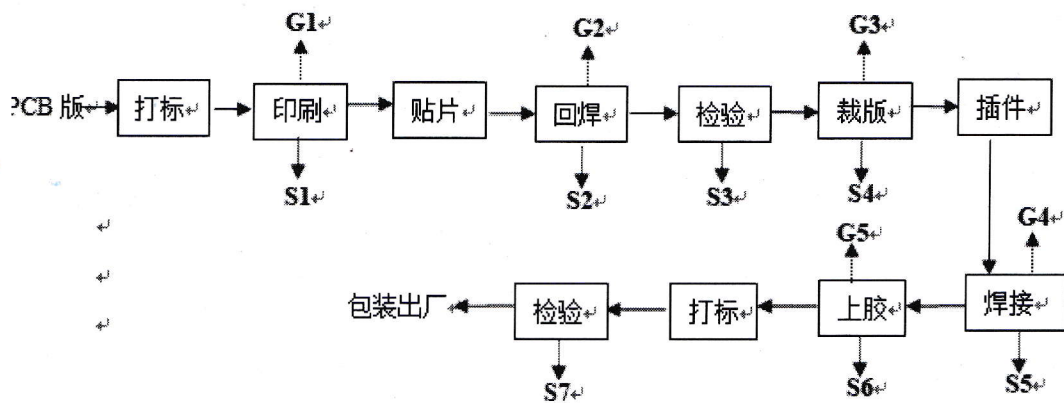 G1 G2 G3
PCB 版 打标 印刷 贴片 回焊 检验 裁版 插件
S1 S2 S3 S4
G5 G4
包装出厂 检验 打标 上胶 焊接
S7 S6 S5